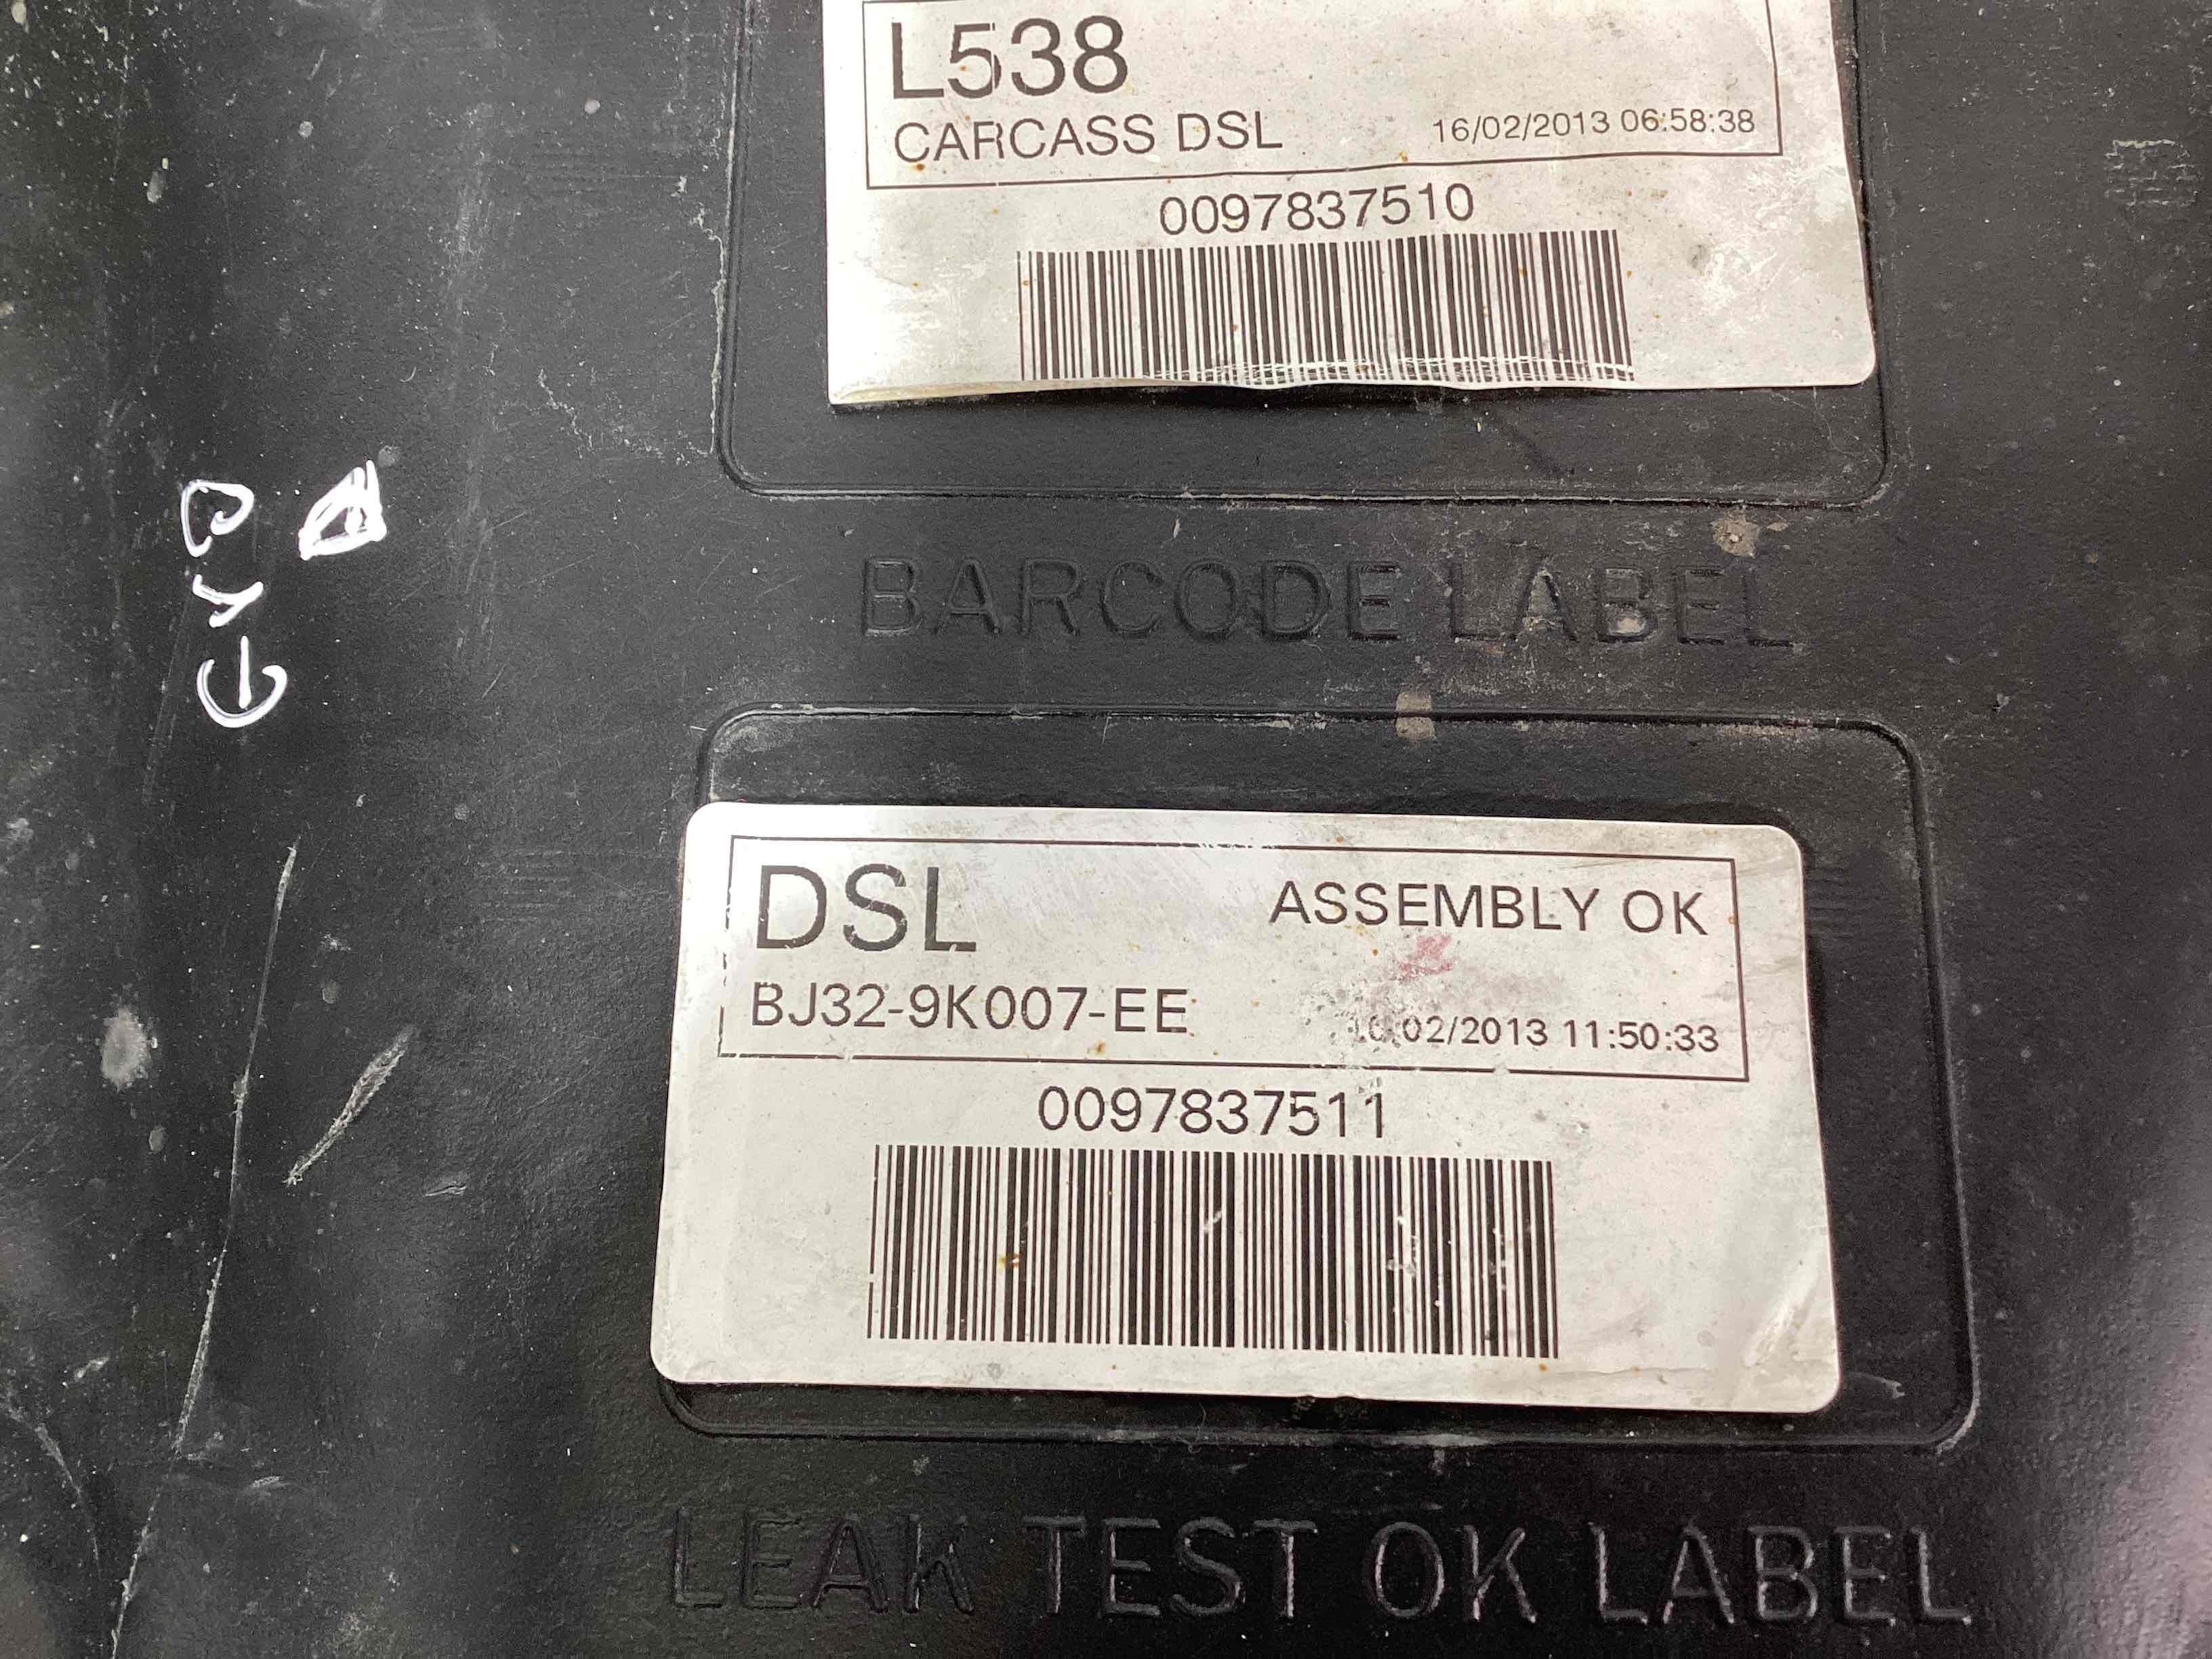 L538
CARCASS DSL 16/02/2013 06:58:38
0097837510
BARCODE LABEL
DSL ASSEMBLY OK
BJ32-9K007-EE 02/2013 11:50:33
0097837511
LEAK TEST OK LABEL